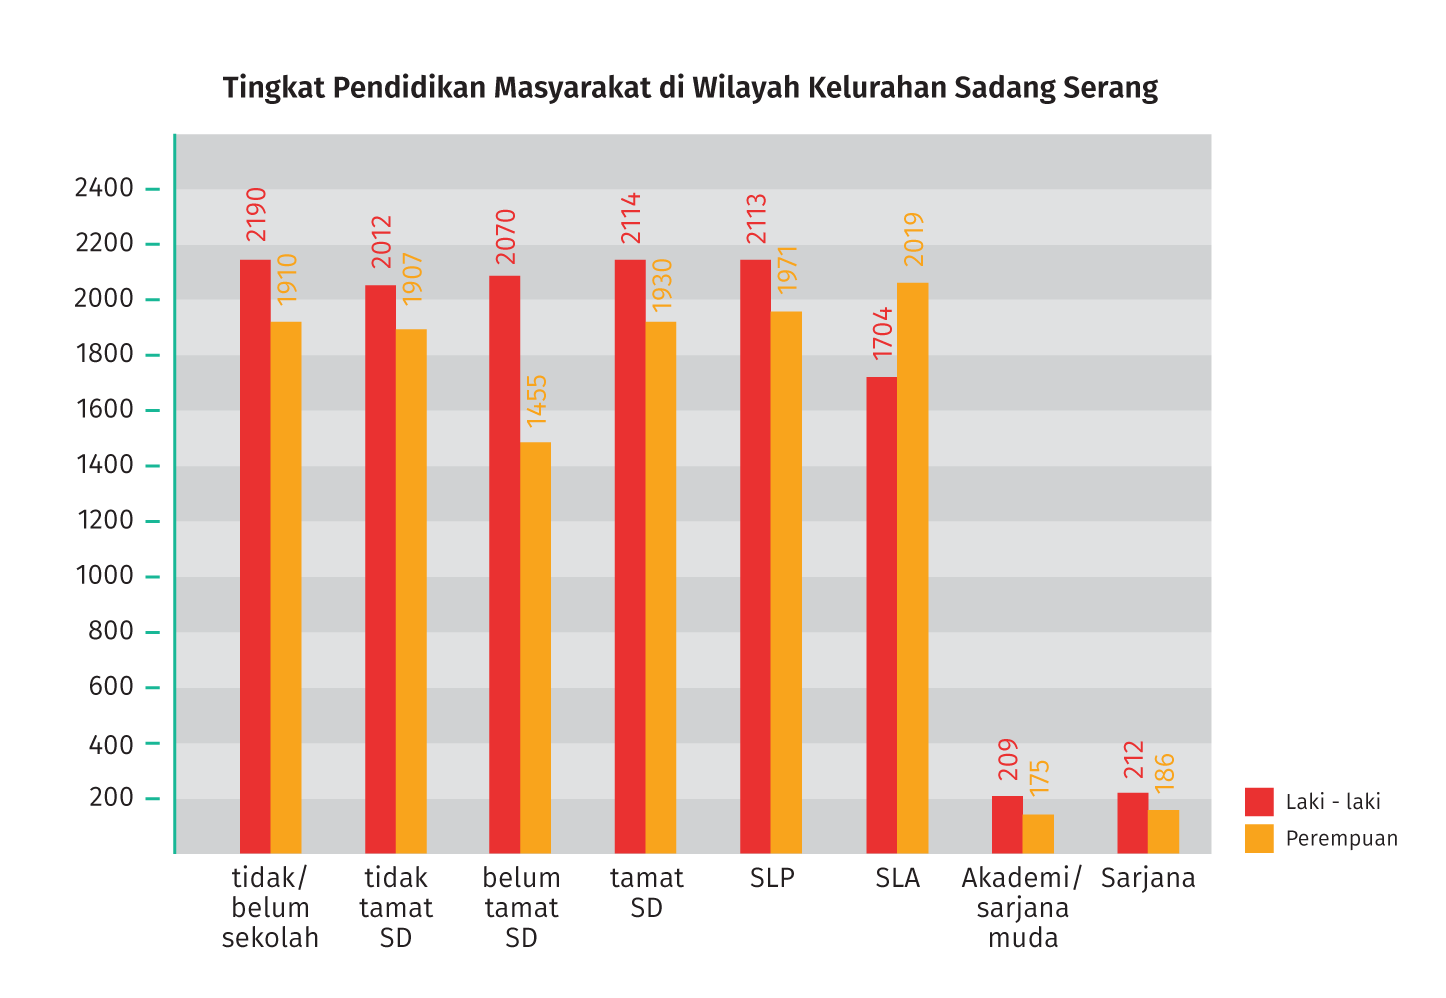 Tingkat Pendidikan Masyarakat di Wilayah Kelurahan Sadang Serang
2400
2200
2000
1800
1600
1400
1200
1000
800
600
400
200
2190
1910
2012
1907
2070
1455
2114
1930
2113
1971
1704
2019
209
175
212
186
tidak/
belum
sekolah
tidak
tamat
SD
belum
tamat
SD
tamat
SD
SLP
SLA
Akademi/
sarjana
muda
Sarjana
Laki - laki
Perempuan